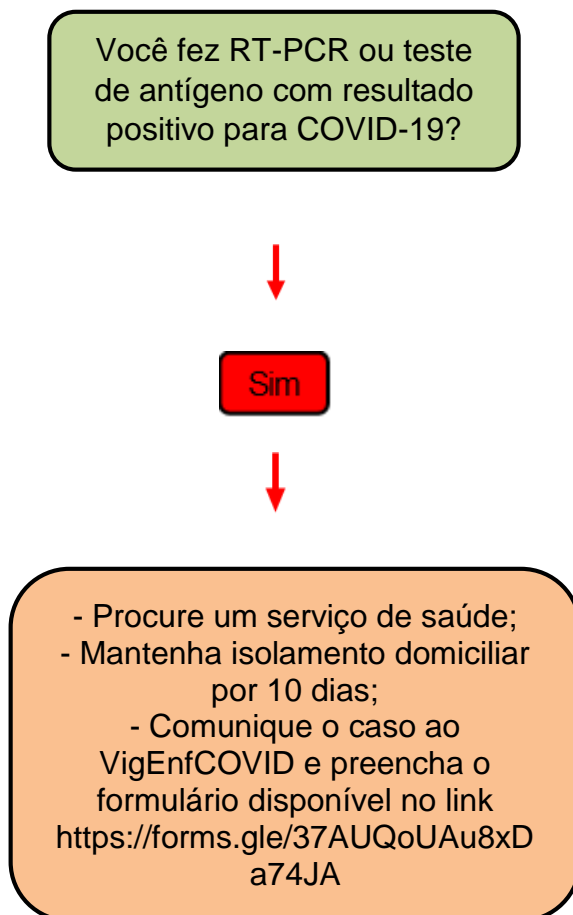 Você fez RT-PCR ou teste
de antígeno com resultado
positivo para COVID-19?
Sim
- Procure um serviço de saúde;
- Mantenha isolamento domiciliar
por 10 dias;
- Comunique o caso ao
VigEnfCOVID e preencha o
formulário disponível no link
https://forms.gle/37AUQoUAu8xD
a74JA